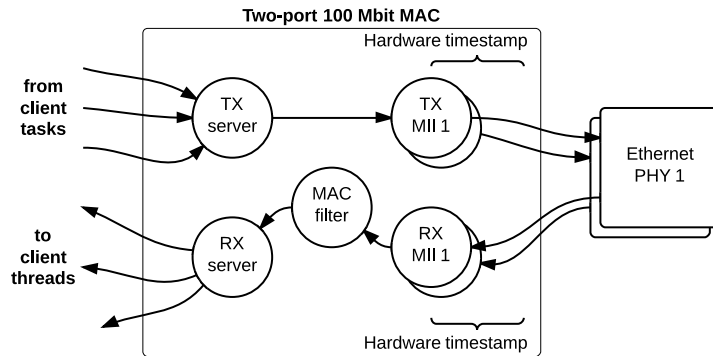 Two-port 100 Mbit MAC
Hardware timestamp
from
client
tasks
TX
server
TX
MII 1
Ethernet
PHY 1
MAC
filter
to
client
threads
RX
server
RX
MII 1
Hardware timestamp